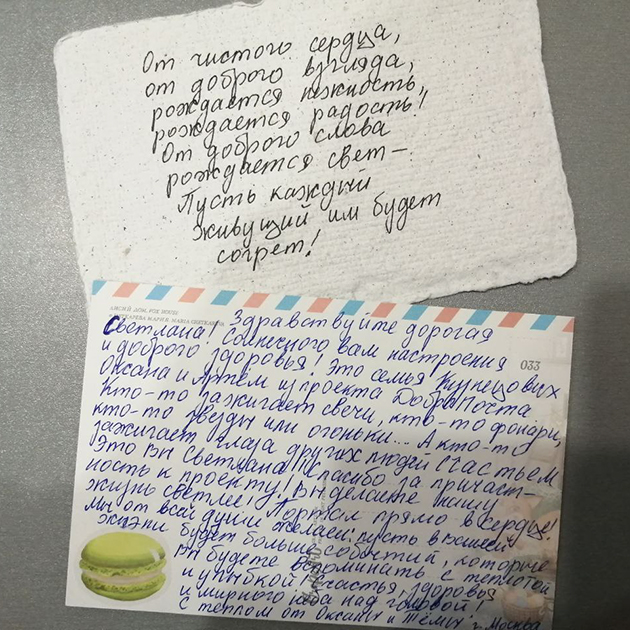 От чистого сердца,
от доброго взгляда,
рождается нежность,
рождается радость!
От доброго слова
рождается свет—
Пусть каждый
живущий им будет
согрет!
033
Здравствуйте дорогая
Светлана! Солнечного вам настроения
и доброго здоровья! Это семья Кузнецовых
Оксана и Артём из проекта ДоброПочта
Кто-то зажигает свечи, кто-то фонари,
кто-то звезды или огоньки... А кто-то
зажигает глаза других людей счастьем
Это вы Светлана!!! Спасибо за причаст-
ность к проекту! Вы делаете нашу
жизнь светлее! Портал прямо в сердце!
Мы от всей души желаем, пусть в вашей
жизни будет больше событий, которые
вы будете вспоминать с теплотой
и улыбкой! Счастья, здоровья
и мирного неба над головой!
С теплом от Оксаны и Тёмы г. Москва